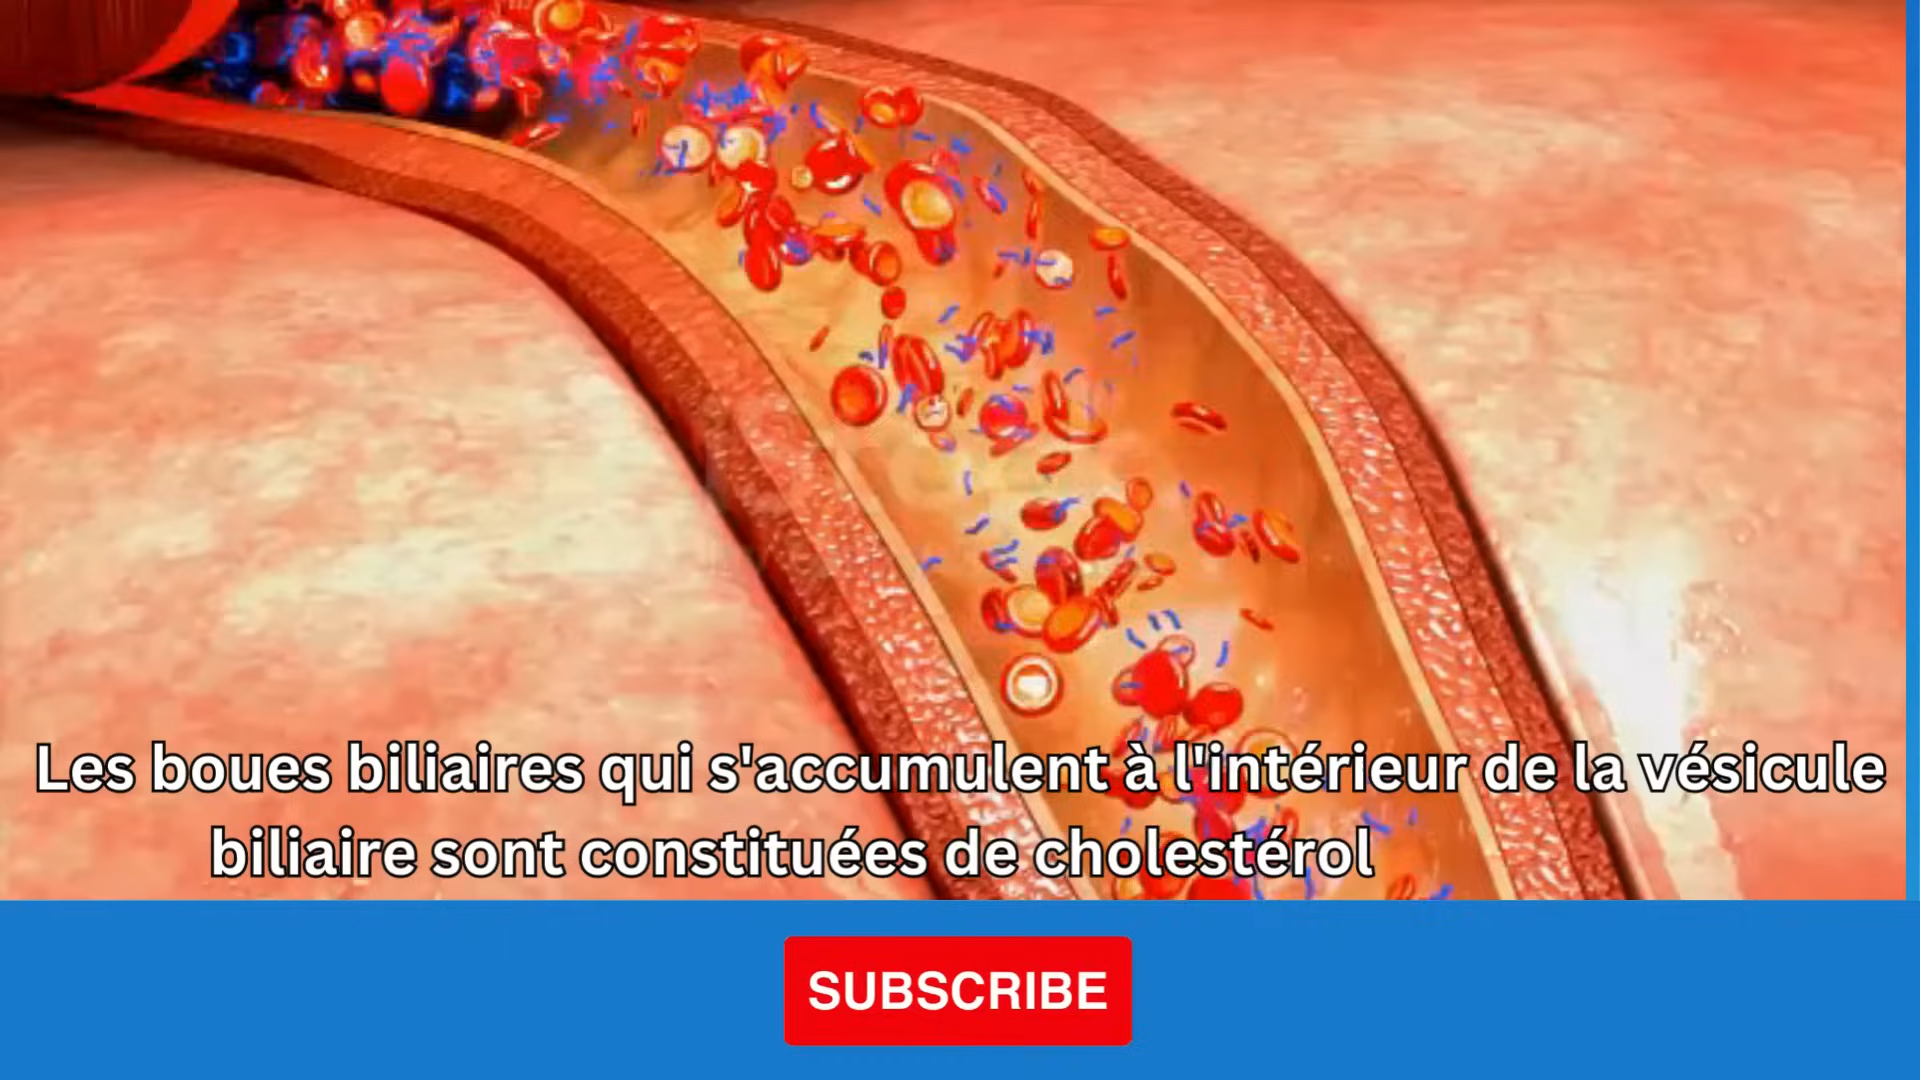 Les boues biliaires qui s'accumulent à l'intérieur de la vésicule
biliaire sont constituées de cholestérol
SUBSCRIBE